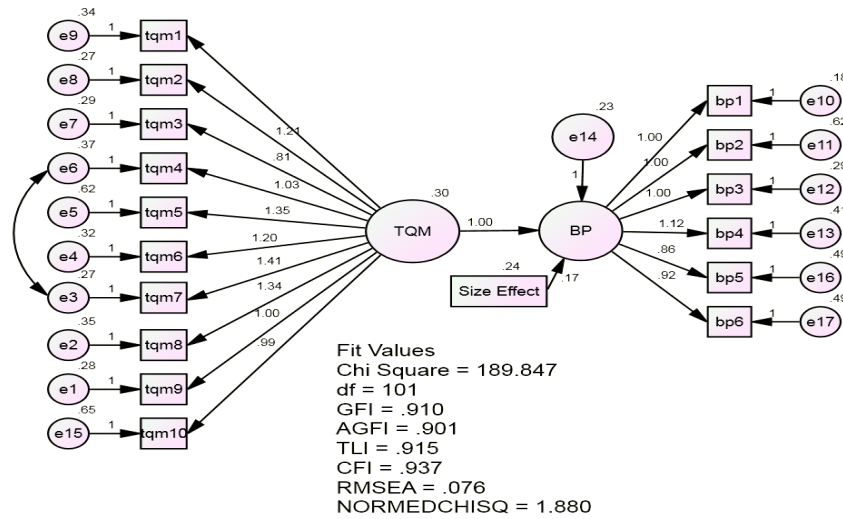 .34
e9 1 tqm1
.27
e8 1 tqm2
.29
e7 1 tqm3
.37
e6 1 tqm4
.62
e5 1 tqm5
.32
e4 1 tqm6
.27
e3 1 tqm7
.35
e2 1 tqm8
.28
e1 1 tqm9
.65
e15 1 tqm10
1.21
.81
1.03
1.35
1.20
1.41
1.34
1.00
.99
.30
TQM
1.00
.23
e14
1
BP
.24
Size Effect
.17
1.00
1.00
1.00
1.12
.86
.92
.18
bp1 1 e10
.62
bp2 1 e11
.29
bp3 1 e12
bp4 1 e13
.49
bp5 1 e16
.49
bp6 1 e17
Fit Values
Chi Square = 189.847
df = 101
GFI = .910
AGFI = .901
TLI = .915
CFI = .937
RMSEA = .076
NORMEDCHISQ = 1.880